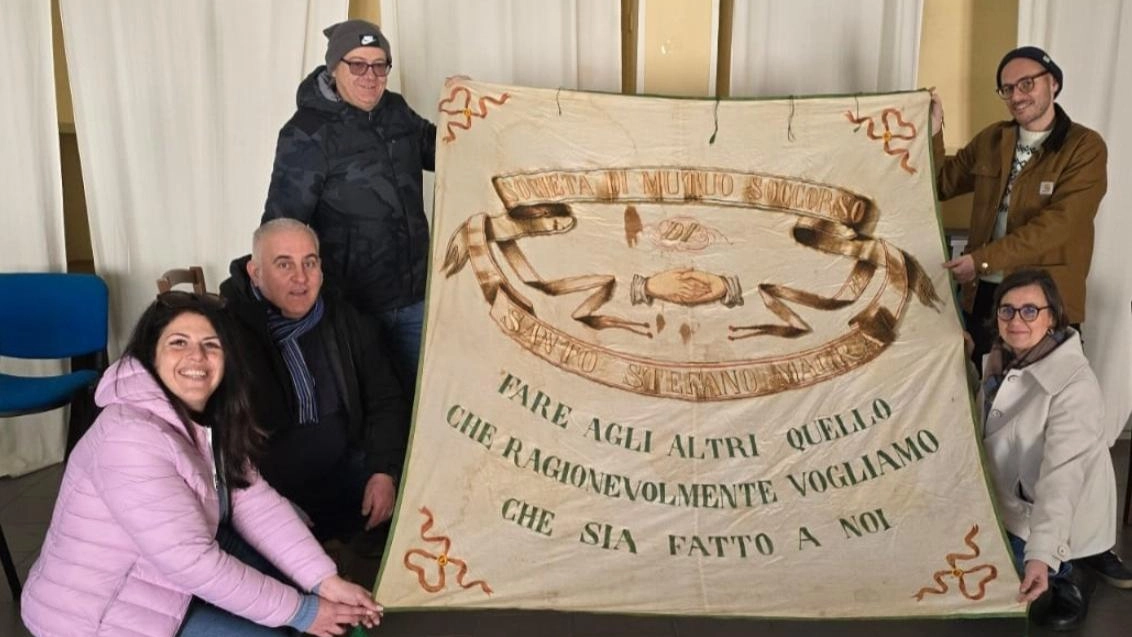 SOCIETÀ DI MUTUO SOCCORSO
DI
SANTO STEFANO MAGRA
FARE AGLI ALTRI QUELLO
CHE RAGIONEVOLMENTE VOGLIAMO
CHE SIA FATTO A NOI